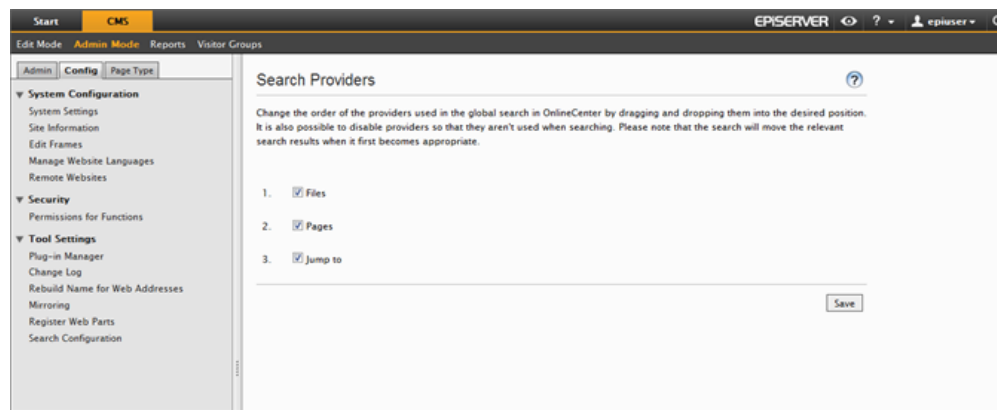 Start CMS EPISERVER ? epiuser
Edit Mode Admin Mode Reports Visitor Groups
Admin Config Page Type
System Configuration
System Settings
Site Information
Edit Frames
Manage Website Languages
Remote Websites
Security
Permissions for Functions
Tool Settings
Plug-in Manager
Change Log
Rebuild Name for Web Addresses
Mirroring
Register Web Parts
Search Configuration
Search Providers ?
Change the order of the providers used in the global search in OnlineCenter by dragging and dropping them into the desired position.
It is also possible to disable providers so that they aren't used when searching. Please note that the search will move the relevant
search results when it first becomes appropriate.
1. Files
2. Pages
3. Jump to
Save